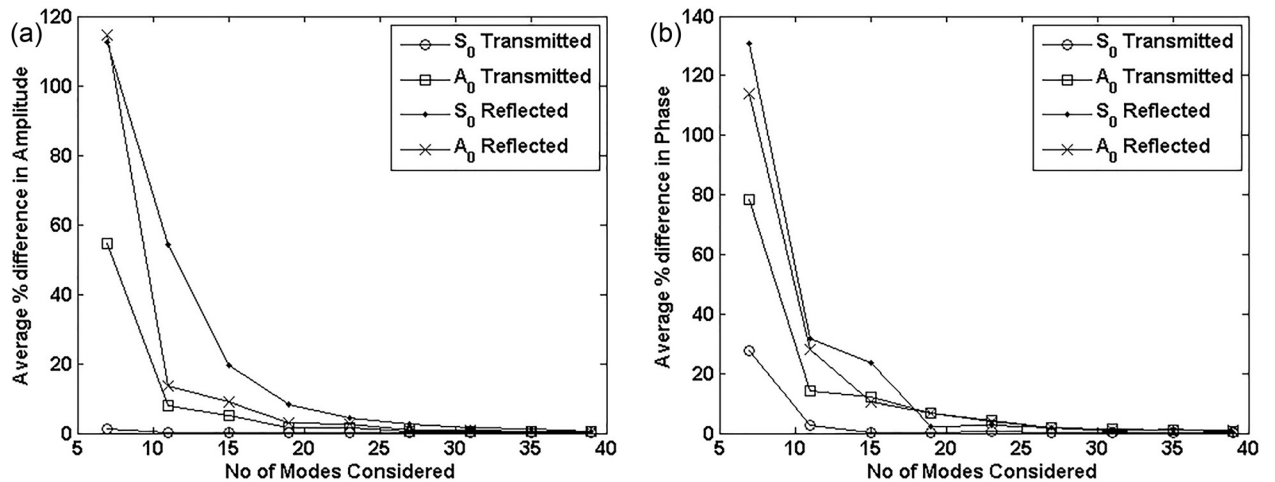 (a)
Average % difference in Amplitude
120
100
80
60
40
20
0
5 10 15 20 25 30 35 40
No of Modes Considered
S0 Transmitted
A0 Transmitted
S0 Reflected
A0 Reflected
(b)
Average % difference in Phase
140
120
100
80
60
40
20
0
5 10 15 20 25 30 35 40
No of Modes Considered
S0 Transmitted
A0 Transmitted
S0 Reflected
A0 Reflected